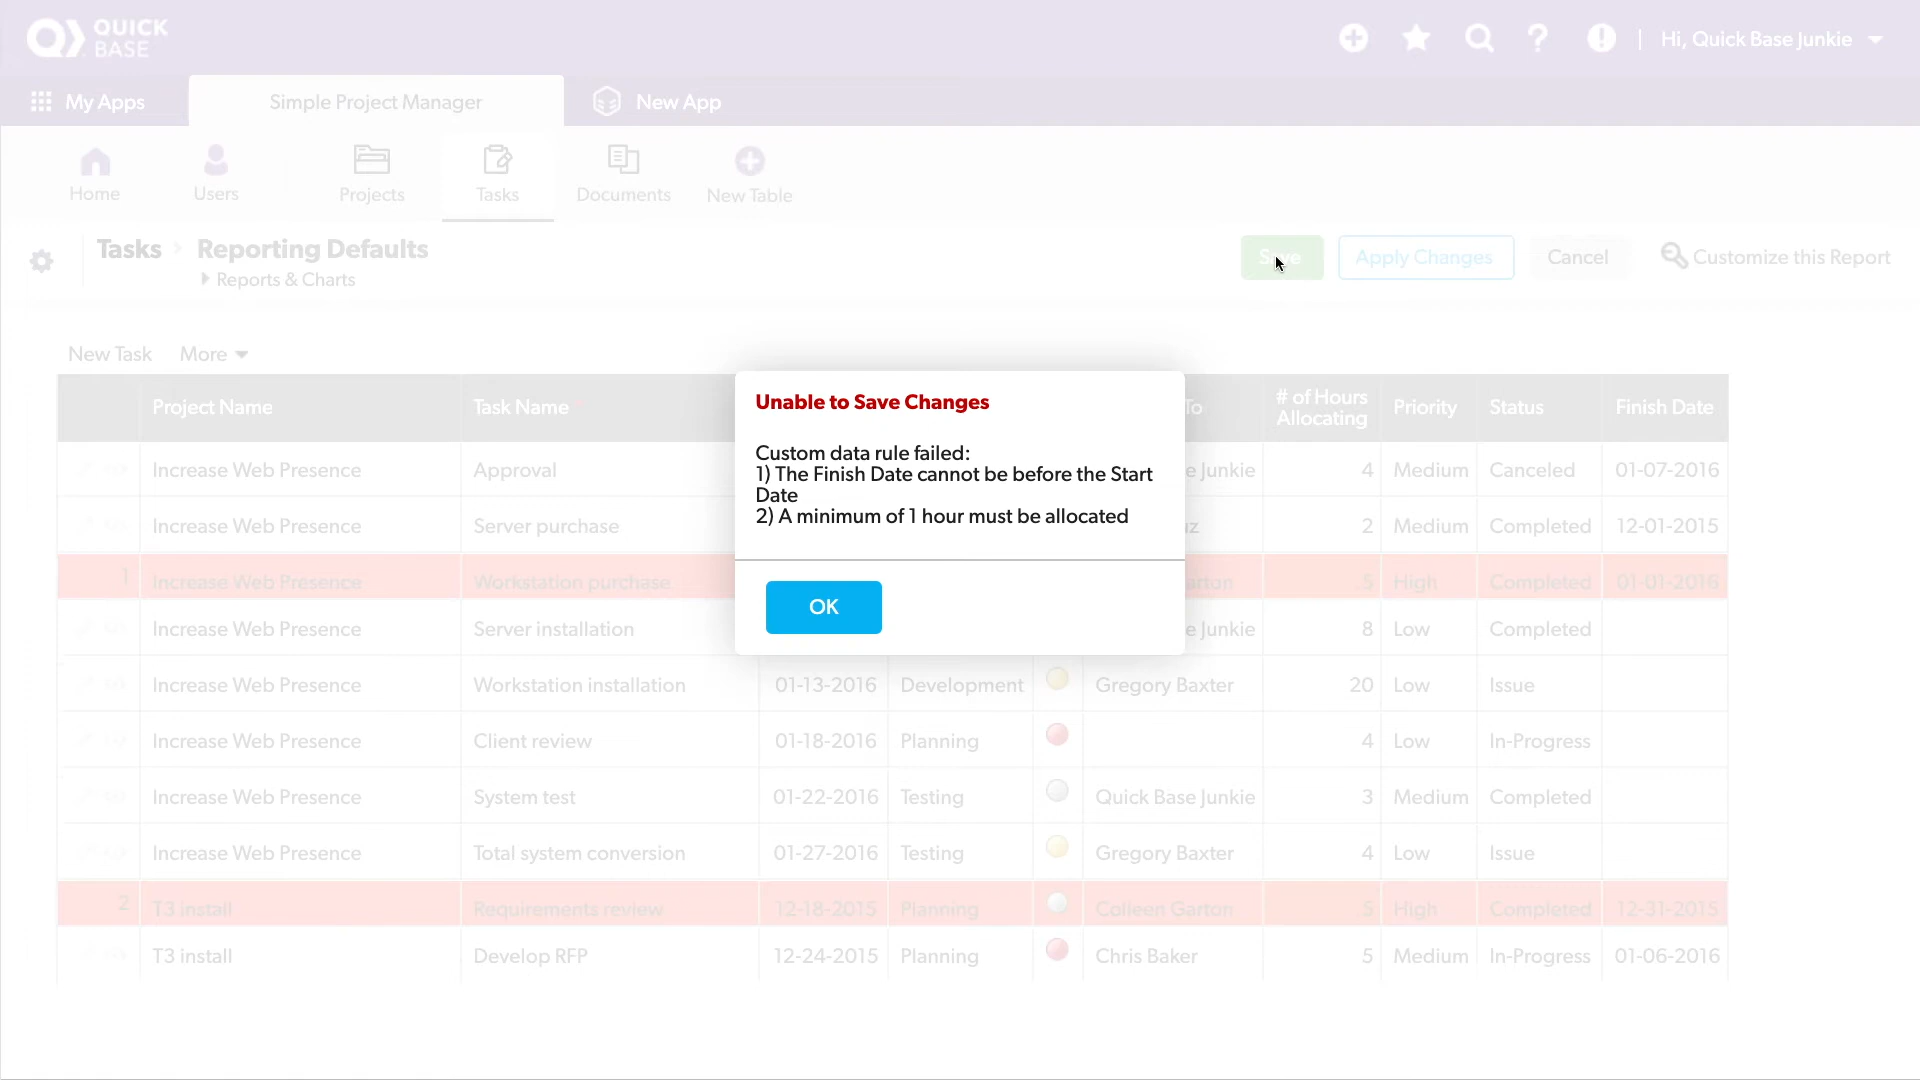 QUICK
BASE
Hi, Quick Base Junkie
My Apps
Simple Project Manager
New App
Home
Users
Projects
Tasks
Documents
New Table
Tasks
Reporting Defaults
Reports & Charts
Save
Apply Changes
Cancel
Customize this Report
New Task
More
Project Name
Task Name
To
# of Hours
Allocating
Priority
Status
Finish Date
Increase Web Presence Approval e Junkie 4 Medium Canceled 01-07-2016
Increase Web Presence Server purchase 2 Medium Completed 12-01-2015
1 Increase Web Presence Workstation purchase arton .5 High Completed 01-01-2016
Increase Web Presence Server installation e Junkie 8 Low Completed
Increase Web Presence Workstation installation 01-13-2016 Development Gregory Baxter 20 Low Issue
Increase Web Presence Client review 01-18-2016 Planning 4 Low In-Progress
Increase Web Presence System test 01-22-2016 Testing Quick Base Junkie 3 Medium Completed
Increase Web Presence Total system conversion 01-27-2016 Testing Gregory Baxter 4 Low Issue
2 T3 install Requirements review 12-18-2015 Planning Colleen Garton High Completed 12-31-2015
T3 install Develop RFP 12-24-2015 Planning Chris Baker 5 Medium In-Progress 01-06-2016
Unable to Save Changes
Custom data rule failed:
1) The Finish Date cannot be before the Start
Date
2) A minimum of 1 hour must be allocated
OK